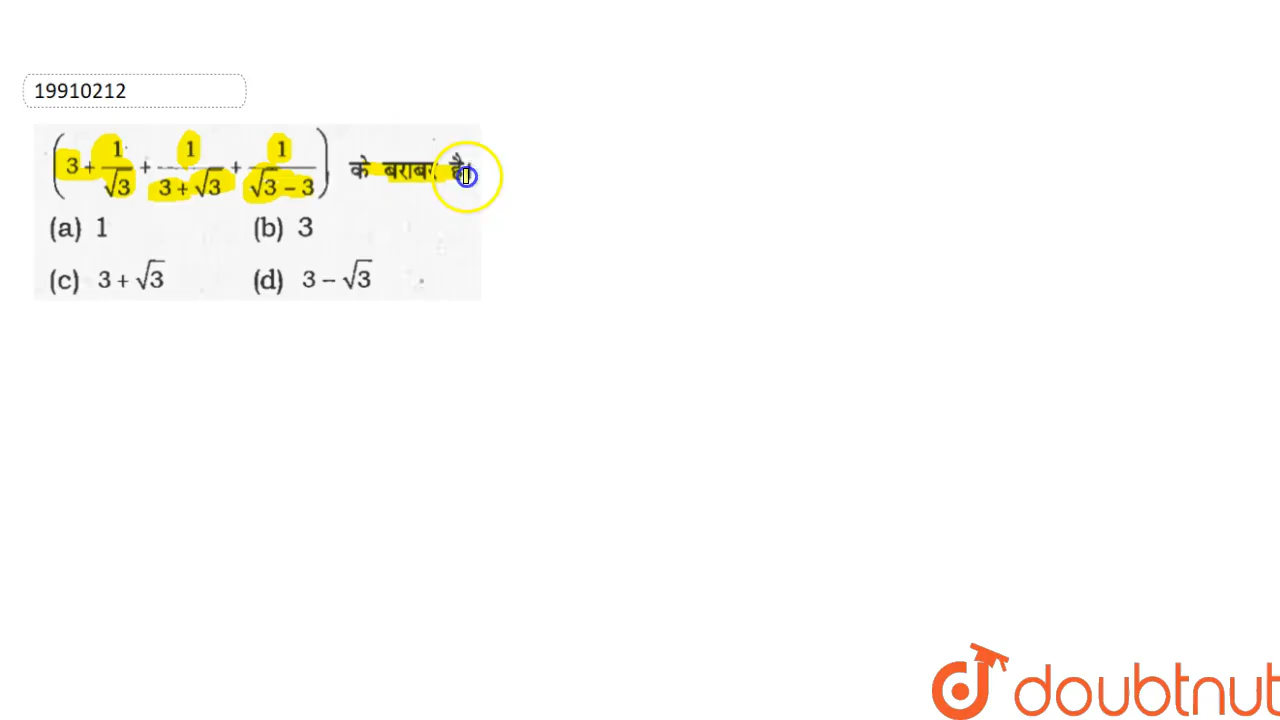 19910212
(3 + 1/√3 + 1/(3 + √3) + 1/(√3 − 3)) के बराबर है।
(a) 1 (b) 3
(c) 3 + √3 (d) 3 − √3
doubtnut